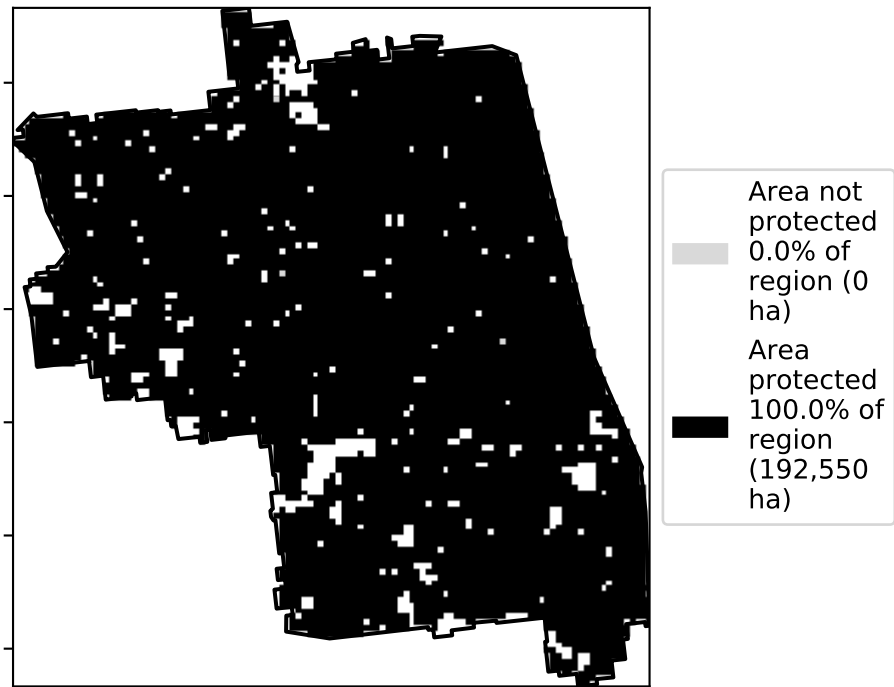 Area not
protected
0.0% of
region (0
ha)
Area
protected
100.0% of
region
(192,550
ha)